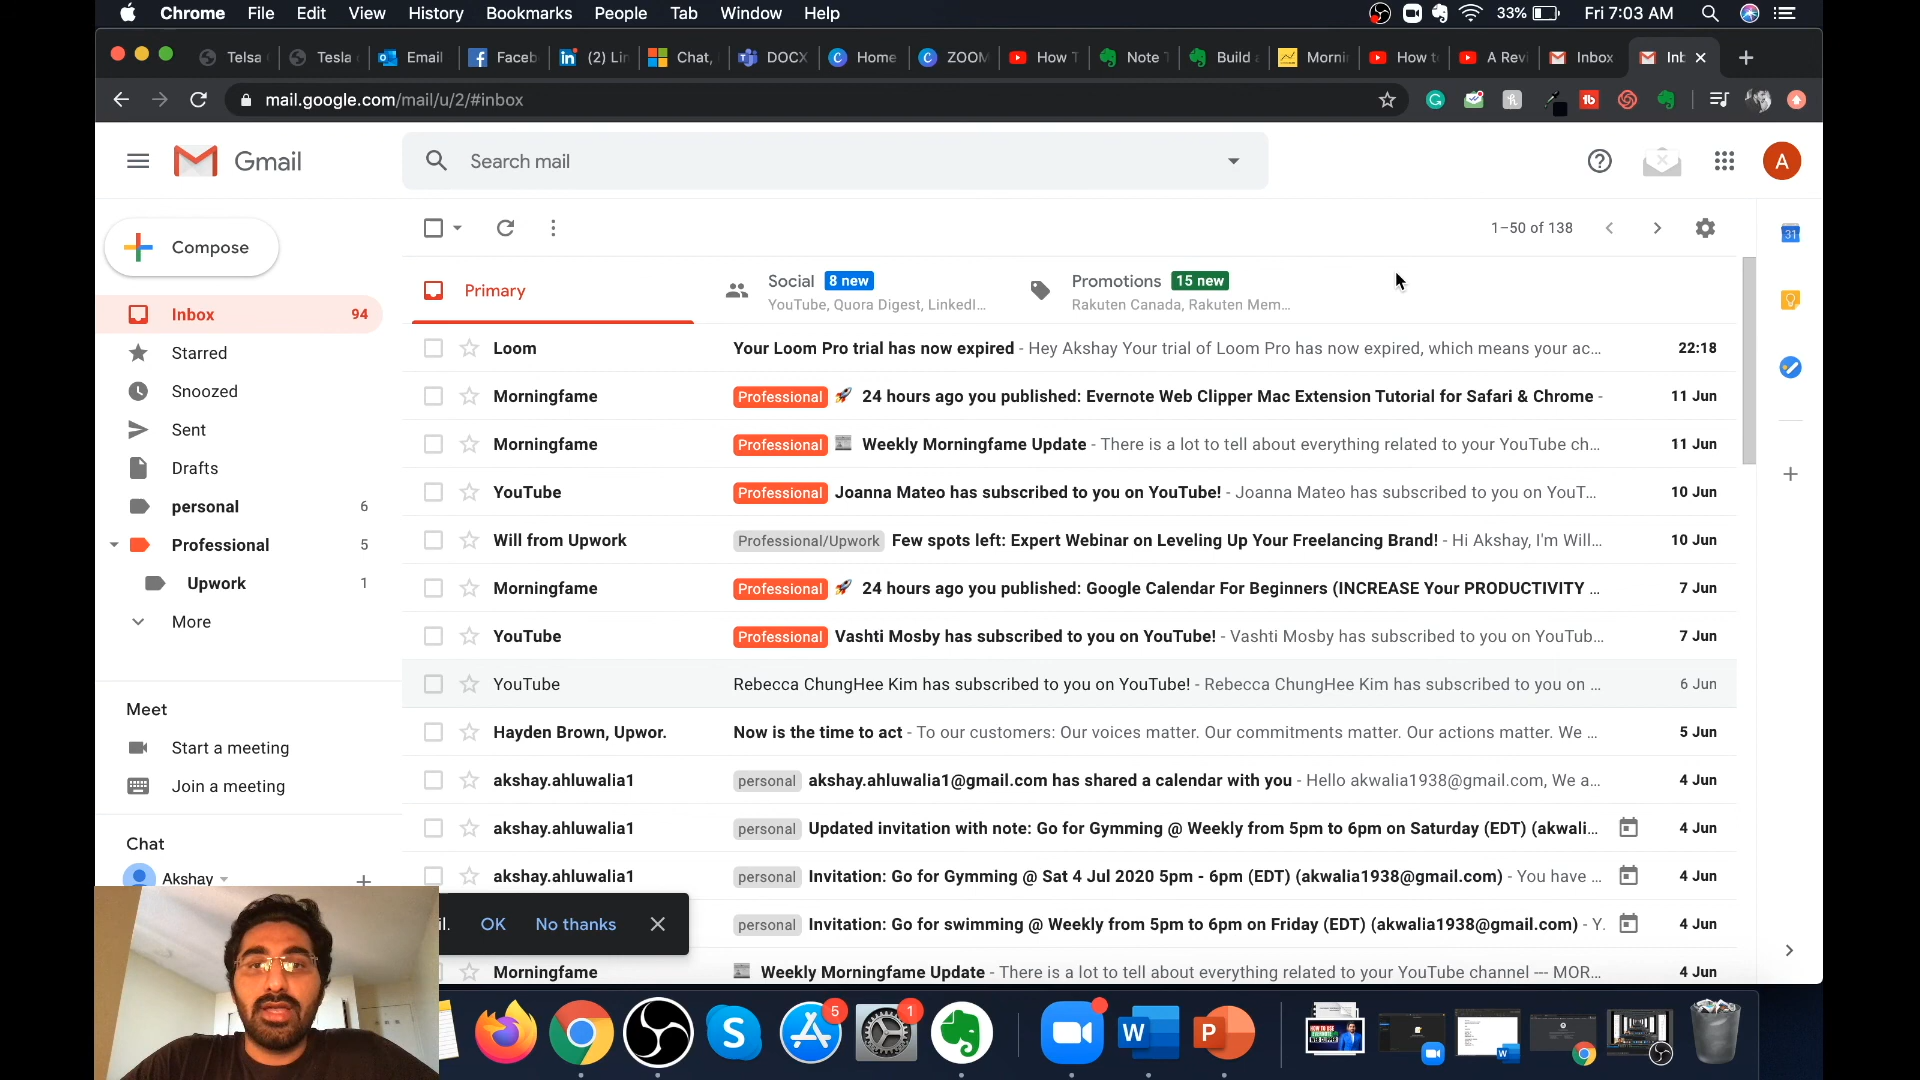 Chrome File Edit View History Bookmarks People Tab Window Help 33% Fri 7:03 AM
Telsa Tesla Email Faceb (2) Lin Chat, DOCX Home ZOOM How T Note T Build a Morni How to A Revi Inbox Inb
mail.google.com/mail/u/2/#inbox
Gmail Search mail A
Compose 1–50 of 138 31
Primary Social 8 new Promotions 15 new
YouTube, Quora Digest, LinkedI... Rakuten Canada, Rakuten Mem...
Inbox 94
Starred
Snoozed
Sent
Drafts
personal 6
Professional 5
Upwork 1
More
Meet
Start a meeting
Join a meeting
Chat
Akshay
Loom Your Loom Pro trial has now expired - Hey Akshay Your trial of Loom Pro has now expired, which means your ac... 22:18
Morningfame Professional 🚀 24 hours ago you published: Evernote Web Clipper Mac Extension Tutorial for Safari & Chrome - 11 Jun
Morningfame Professional Weekly Morningfame Update - There is a lot to tell about everything related to your YouTube ch... 11 Jun
YouTube Professional Joanna Mateo has subscribed to you on YouTube! - Joanna Mateo has subscribed to you on YouT... 10 Jun
Will from Upwork Professional/Upwork Few spots left: Expert Webinar on Leveling Up Your Freelancing Brand! - Hi Akshay, I'm Will... 10 Jun
Morningfame Professional 🚀 24 hours ago you published: Google Calendar For Beginners (INCREASE Your PRODUCTIVITY ... 7 Jun
YouTube Professional Vashti Mosby has subscribed to you on YouTube! - Vashti Mosby has subscribed to you on YouTub... 7 Jun
YouTube Rebecca ChungHee Kim has subscribed to you on YouTube! - Rebecca ChungHee Kim has subscribed to you on ... 6 Jun
Hayden Brown, Upwor. Now is the time to act - To our customers: Our voices matter. Our commitments matter. Our actions matter. We ... 5 Jun
akshay.ahluwalia1 personal akshay.ahluwalia1@gmail.com has shared a calendar with you - Hello akwalia1938@gmail.com, We a... 4 Jun
akshay.ahluwalia1 personal Updated invitation with note: Go for Gymming @ Weekly from 5pm to 6pm on Saturday (EDT) (akwali... 4 Jun
akshay.ahluwalia1 personal Invitation: Go for Gymming @ Sat 4 Jul 2020 5pm - 6pm (EDT) (akwalia1938@gmail.com) - You have ... 4 Jun
personal Invitation: Go for swimming @ Weekly from 5pm to 6pm on Friday (EDT) (akwalia1938@gmail.com) - Y. 4 Jun
il. OK No thanks
Morningfame Weekly Morningfame Update - There is a lot to tell about everything related to your YouTube channel --- MOR... 4 Jun
5 1 W P
HOW TO USE